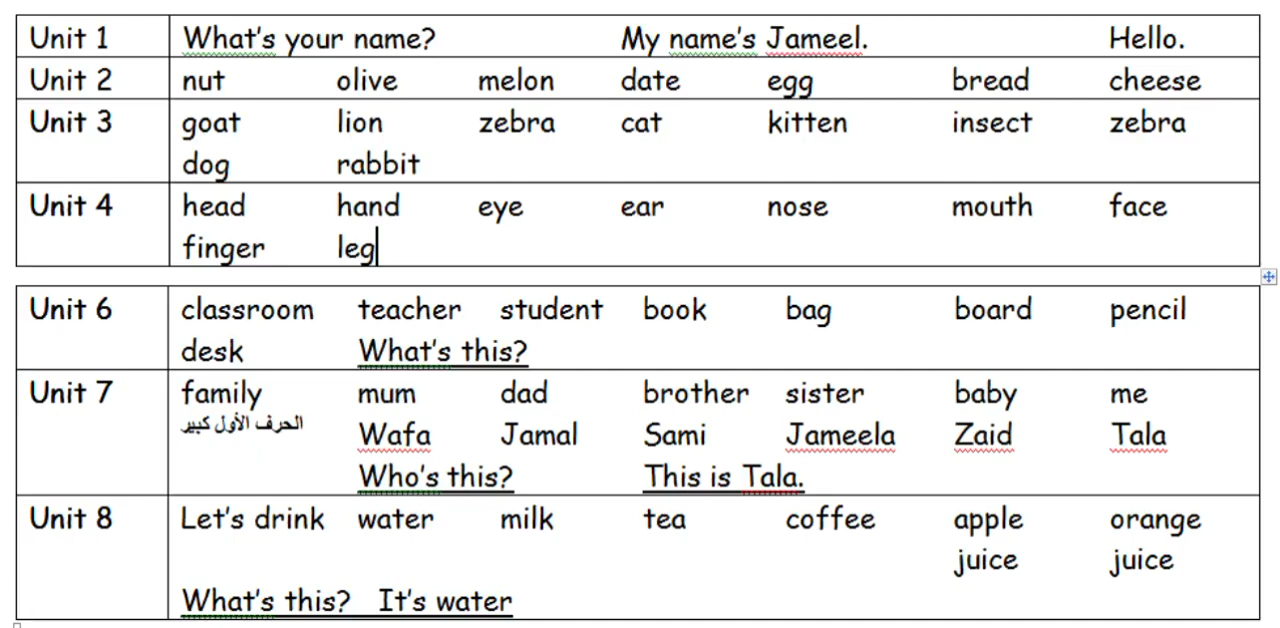 Unit 1 What's your name? My name's Jameel. Hello.
Unit 2 nut olive melon date egg bread cheese
Unit 3 goat lion zebra cat kitten insect zebra
dog rabbit
Unit 4 head hand eye ear nose mouth face
finger leg
Unit 6 classroom teacher student book bag board pencil
desk What's this?
Unit 7 family mum dad brother sister baby me
الحرف الأول كبير Wafa Jamal Sami Jameela Zaid Tala
Who's this? This is Tala.
Unit 8 Let's drink water milk tea coffee apple orange
juice juice
What's this? It's water